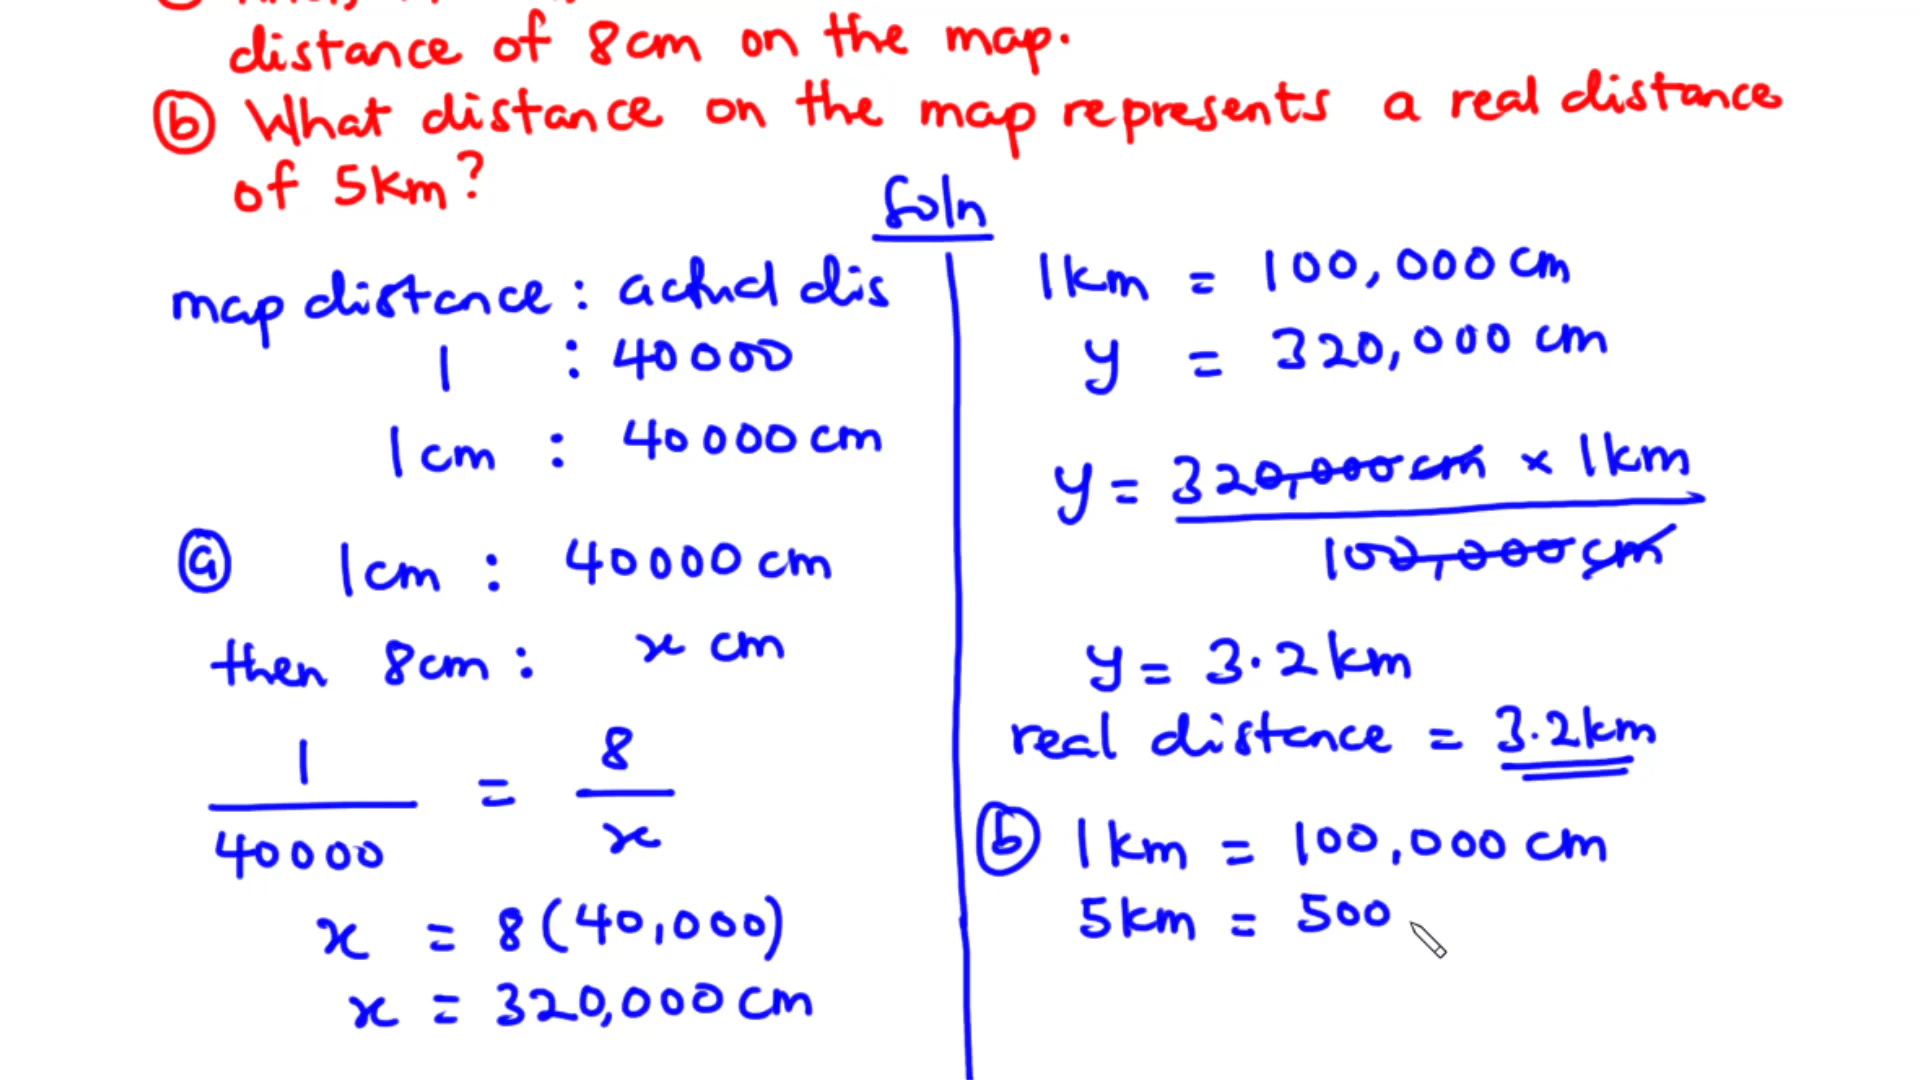 distance of 8cm on the map.
ⓑ What distance on the map represents a real distance
of 5km?
Soln
map distance : actual dis
1 : 40000
1cm : 40000cm
ⓐ 1cm : 40000cm
then 8cm : x cm
1/40000 = 8/x
x = 8(40,000)
x = 320,000cm
1km = 100,000cm
y = 320,000 cm
y = 320,000cm × 1km
100,000cm
y = 3.2km
real distance = 3.2km
ⓑ 1km = 100,000 cm
5km = 500